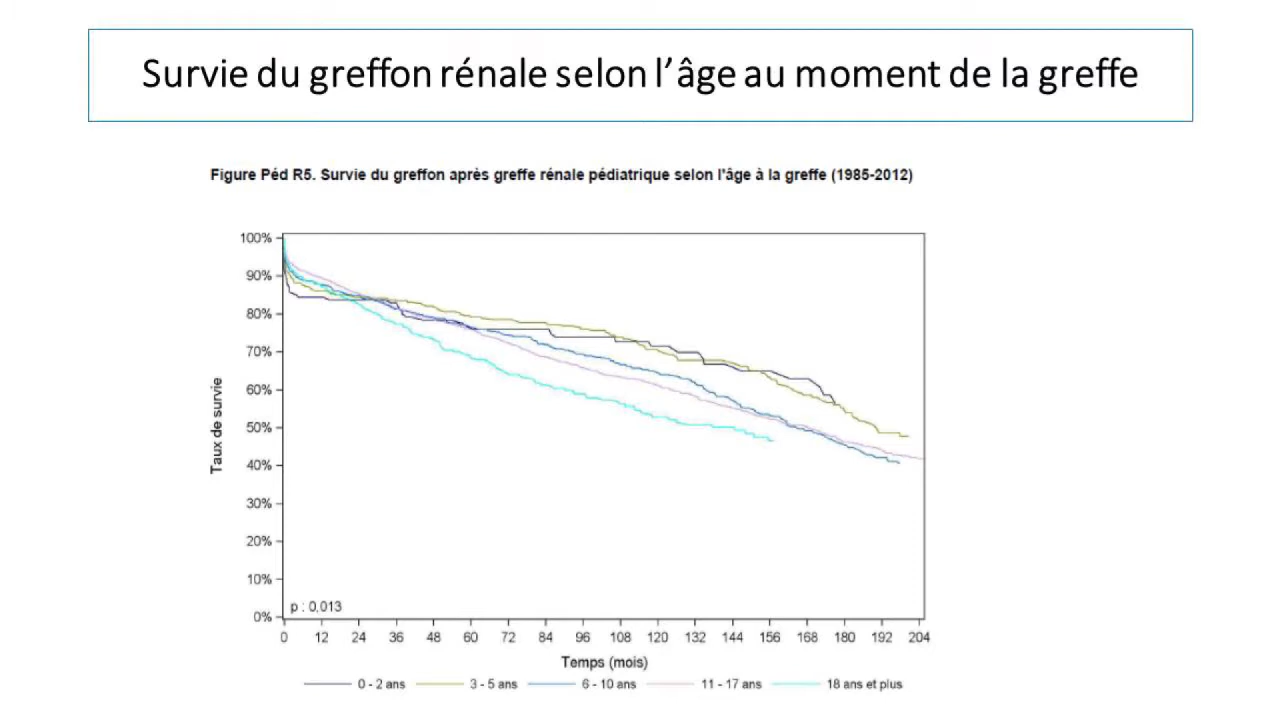 Survie du greffon rénale selon l’âge au moment de la greffe
Figure Péd R5. Survie du greffon après greffe rénale pédiatrique selon l'âge à la greffe (1985-2012)
100%
90%
80%
70%
60%
50%
40%
30%
20%
10%
0%
Taux de survie
p : 0,013
0 12 24 36 48 60 72 84 96 108 120 132 144 156 168 180 192 204
Temps (mois)
0 - 2 ans 3 - 5 ans 6 - 10 ans 11 - 17 ans 18 ans et plus